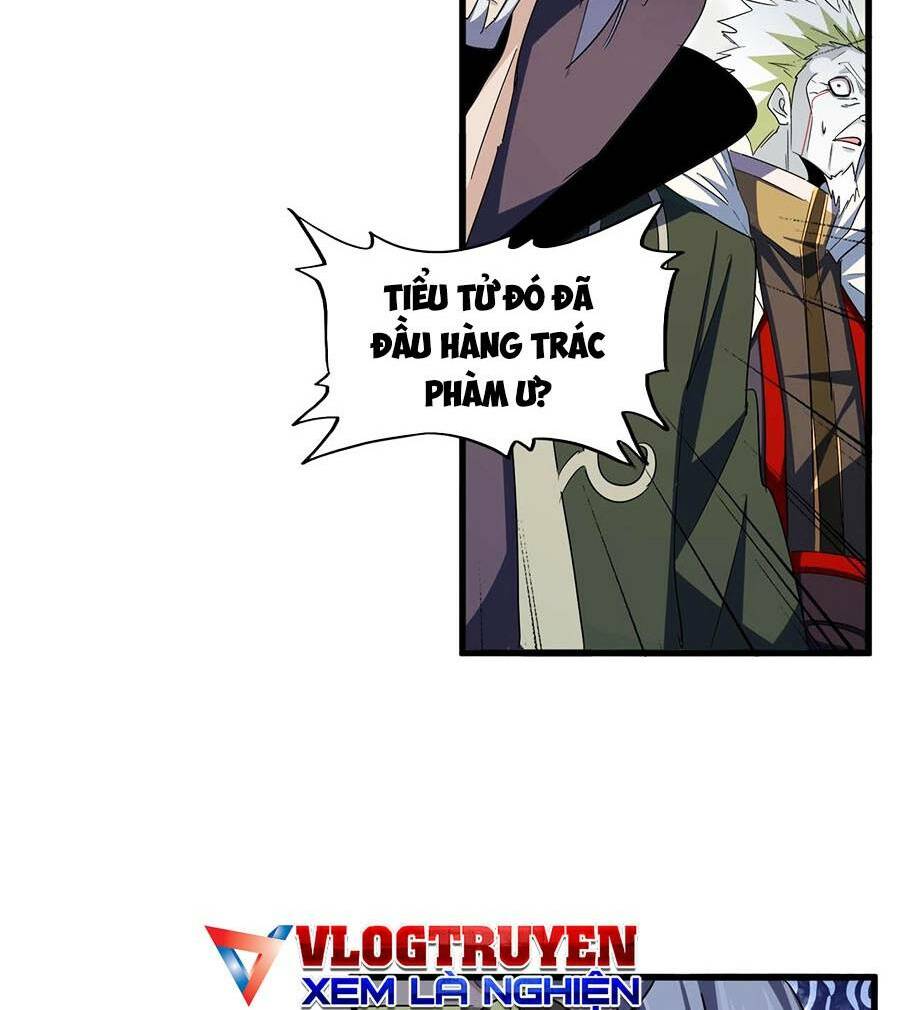 TIỂU TỬ ĐÓ ĐÃ
ĐẦU HÀNG TRÁC
PHÀM Ư?
VLOGTRUYEN
XEM LÀ NGHIỆN